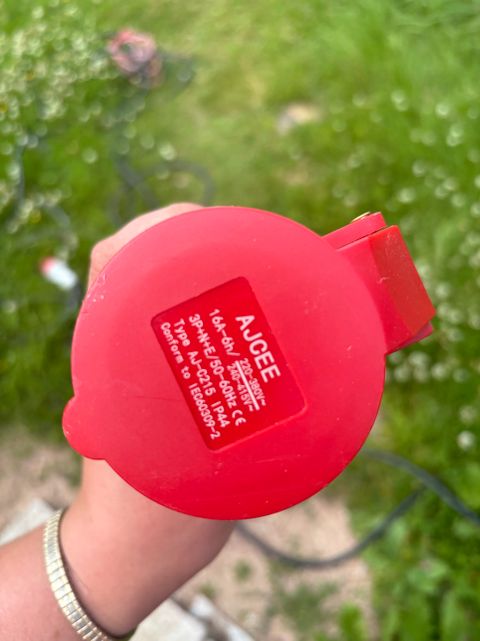 AJCEE
16A-6h/ 220-380V~
240-415V~
3P+N+E/50-60Hz CE
Type AJ-C215 IP44
Conform to IEC60309-2